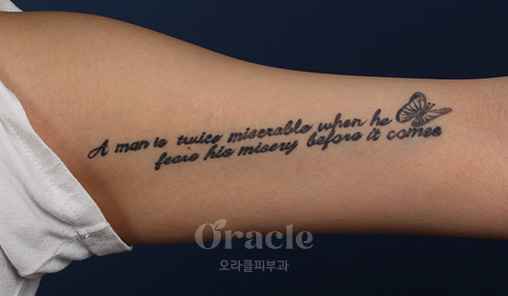 A man is twice miserable when he
fears his misery before it comes
Oracle
오라클피부과